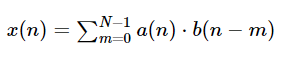 x(n) = ∑_{m=0}^{N−1} a(n) · b(n − m)